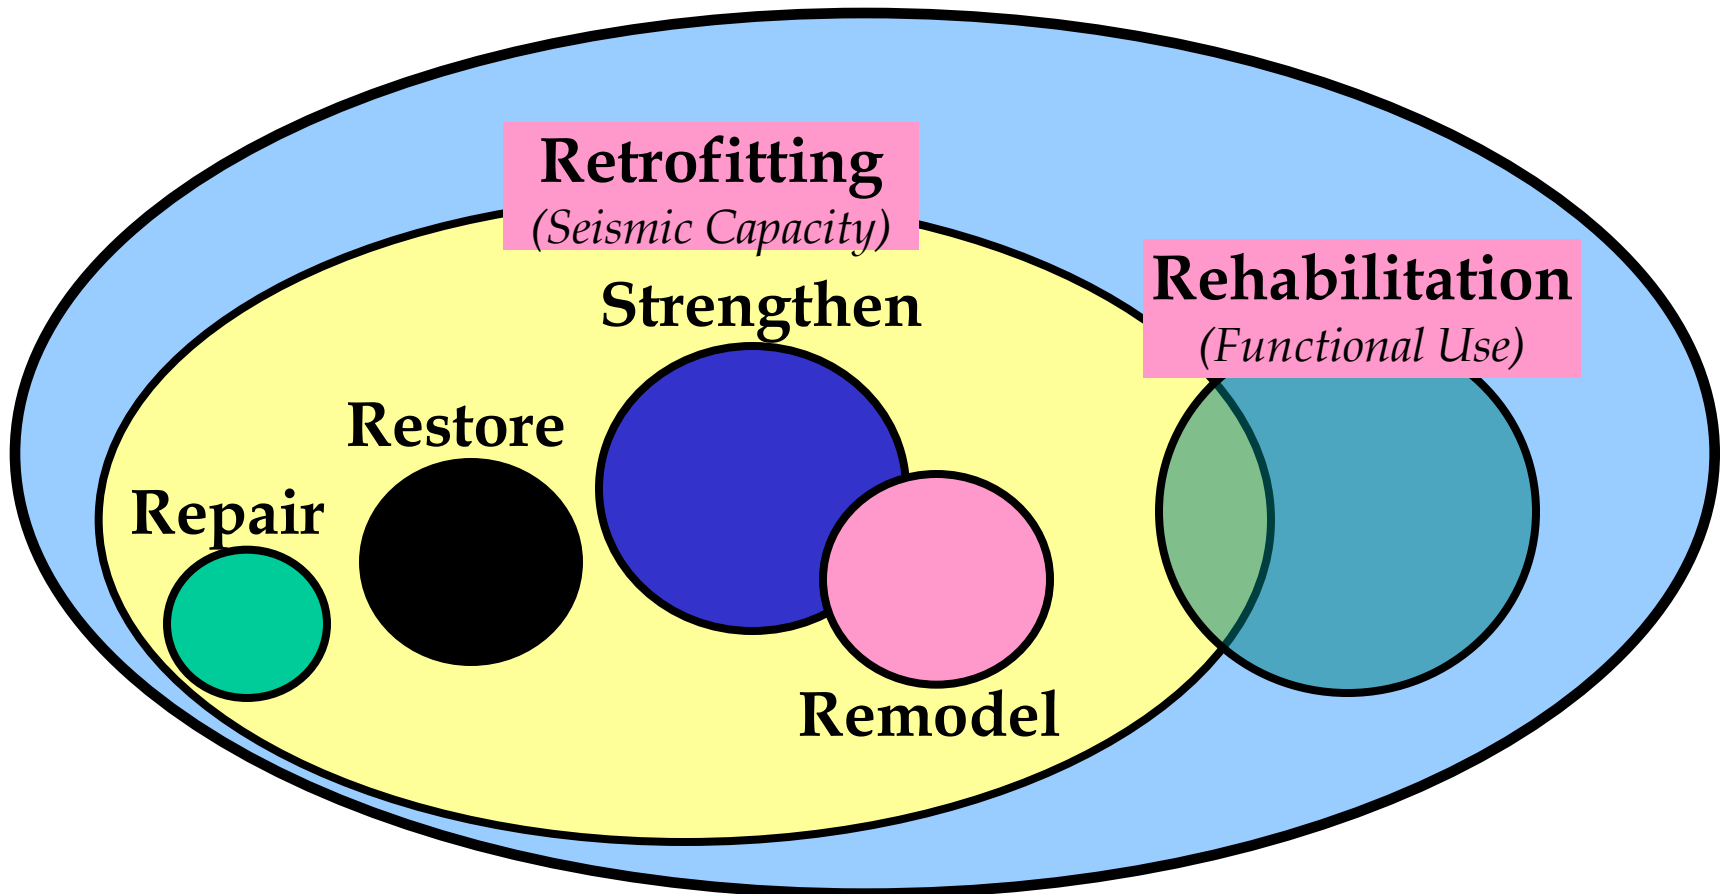 Retrofitting
(Seismic Capacity)
Rehabilitation
(Functional Use)
Strengthen
Restore
Repair
Remodel